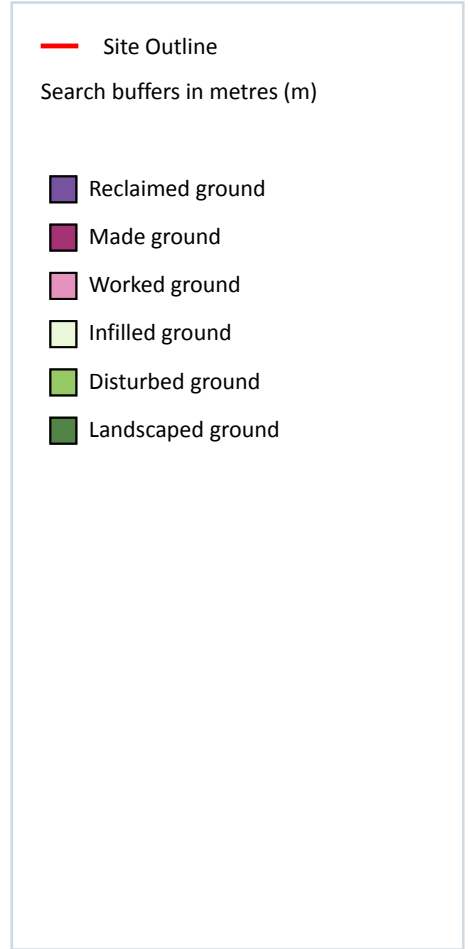 Site Outline
Search buffers in metres (m)
Reclaimed ground
Made ground
Worked ground
Infilled ground
Disturbed ground
Landscaped ground